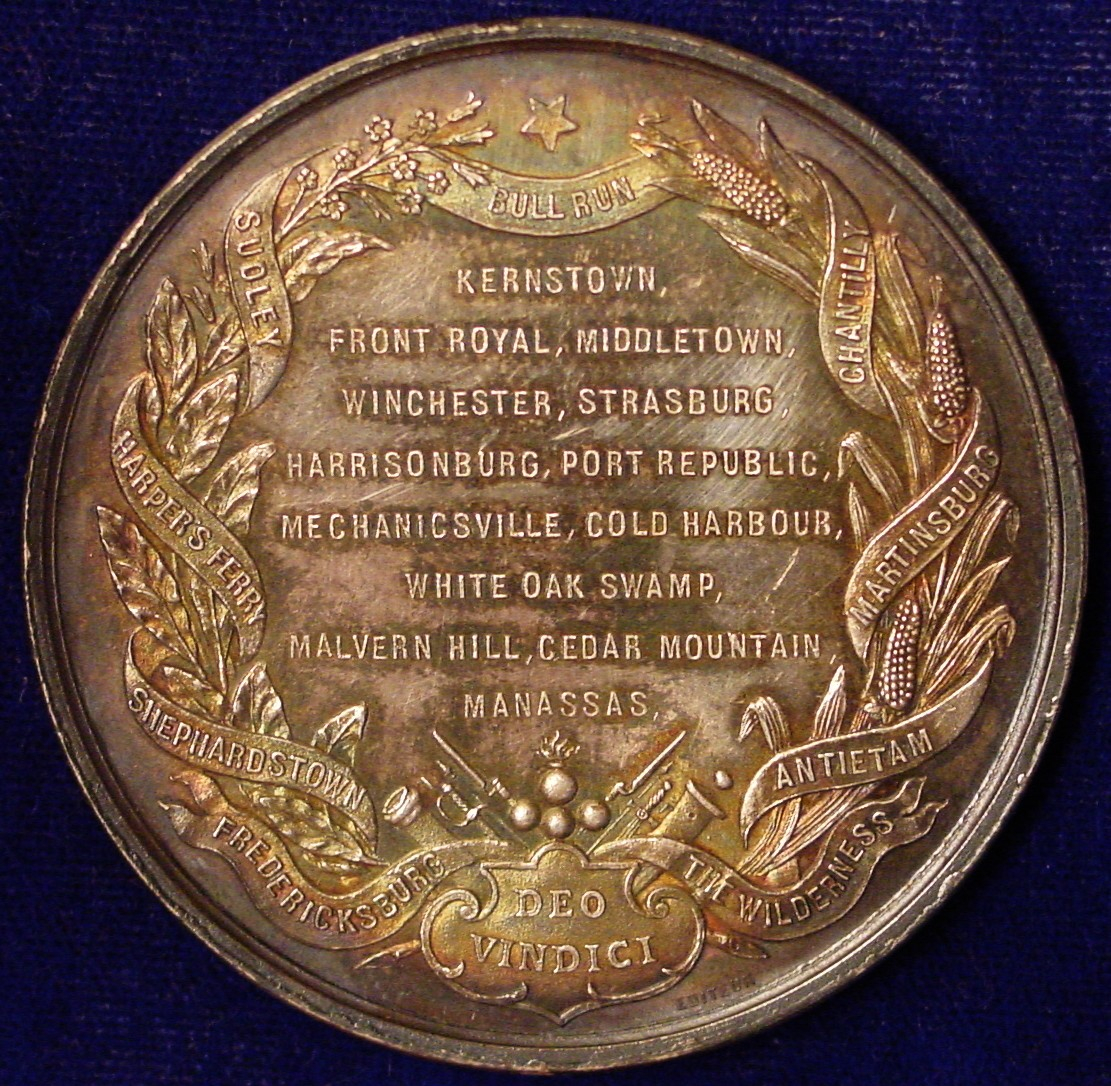 BULL RUN
SUDLEY
CHANTILLY
KERNSTOWN,
FRONT ROYAL, MIDDLETOWN,
WINCHESTER, STRASBURG,
HARRISONBURG, PORT REPUBLIC,
MECHANICSVILLE, COLD HARBOUR,
WHITE OAK SWAMP,
MALVERN HILL, CEDAR MOUNTAIN,
MANASSAS,
HARPER'S FERRY
MARTINSBURG
SHEPHARDSTOWN
ANTIETAM
FREDERICKSBURG
THE WILDERNESS
DEO
VINDICI